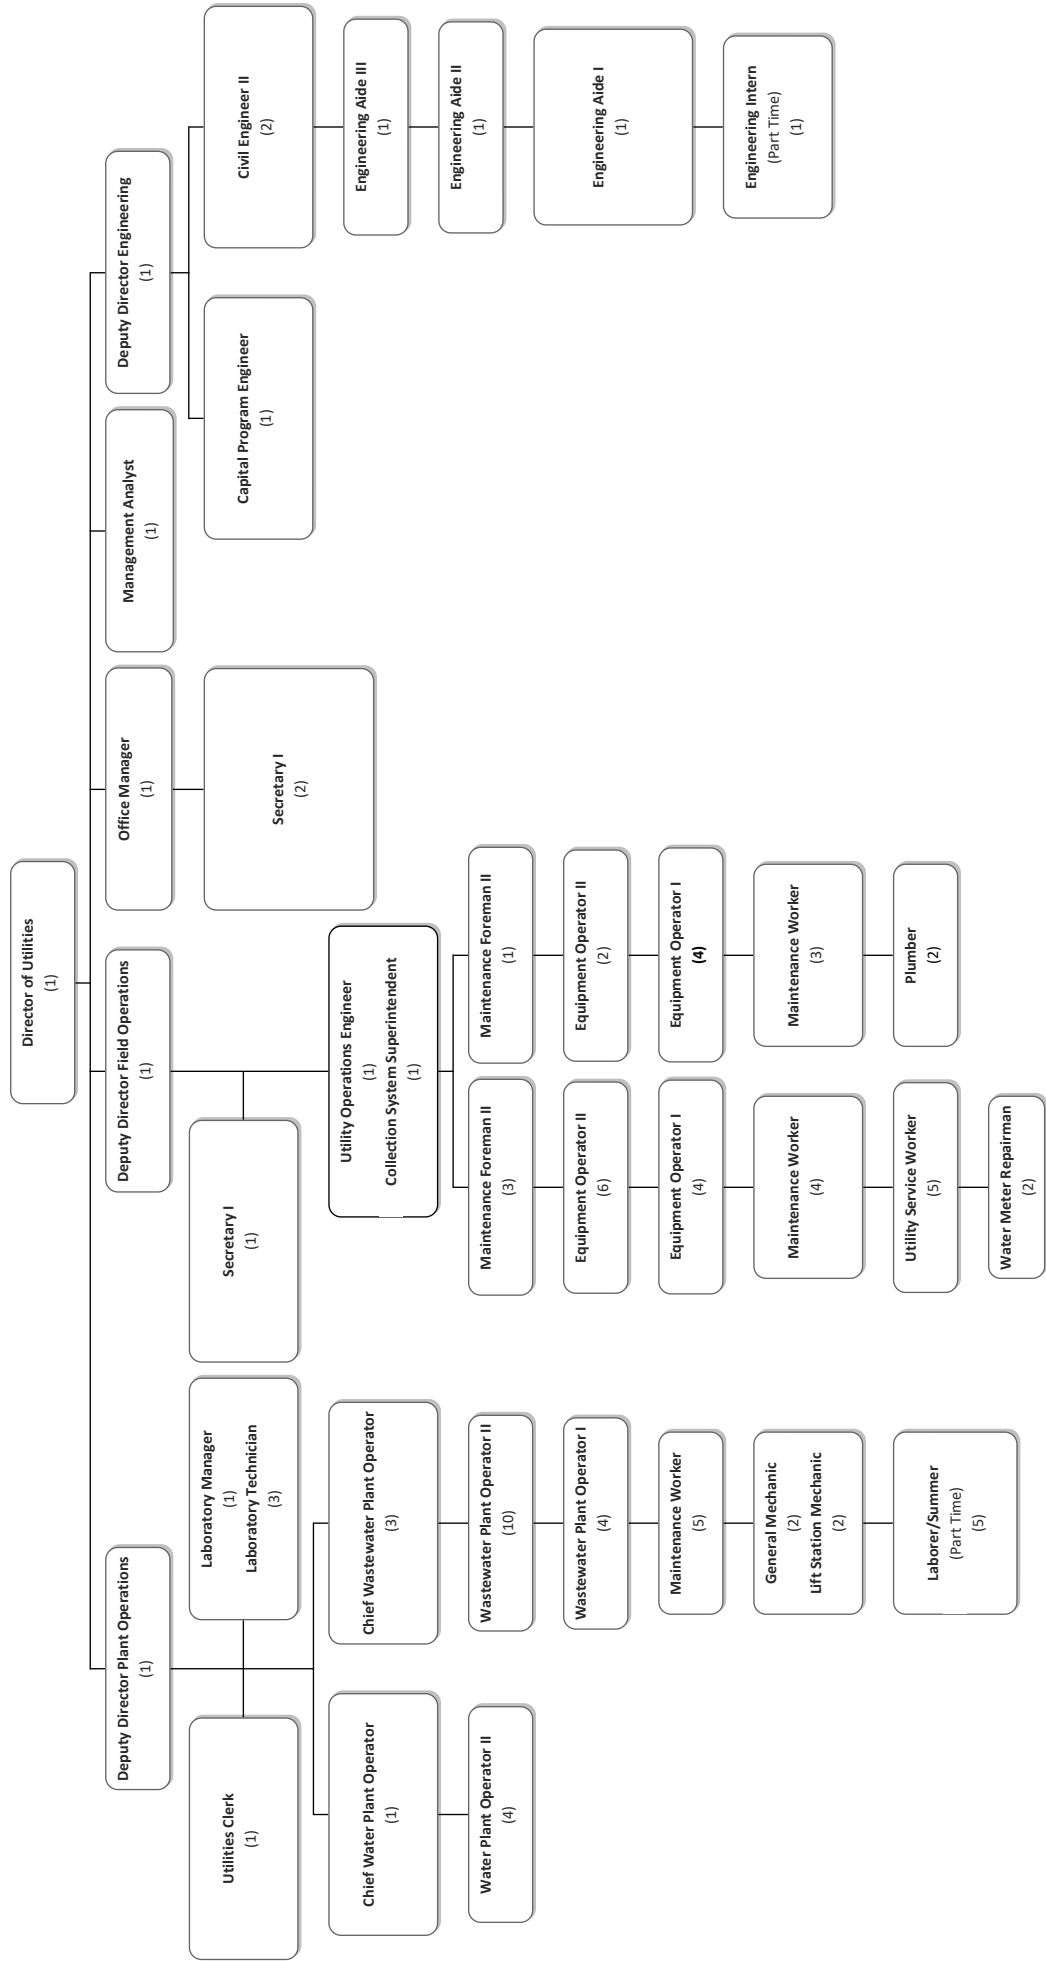 Director of Utilities
(1)
Deputy Director Plant Operations
(1)
Deputy Director Field Operations
(1)
Office Manager
(1)
Management Analyst
(1)
Deputy Director Engineering
(1)
Utilities Clerk
(1)
Laboratory Manager
(1)
Laboratory Technician
(3)
Chief Water Plant Operator
(1)
Water Plant Operator II
(4)
Chief Wastewater Plant Operator
(3)
Wastewater Plant Operator II
(10)
Wastewater Plant Operator I
(4)
Maintenance Worker
(5)
General Mechanic
(2)
Lift Station Mechanic
(2)
Laborer/Summer
(Part Time)
(5)
Secretary I
(1)
Utility Operations Engineer
(1)
Collection System Superintendent
(1)
Maintenance Foreman II
(3)
Equipment Operator II
(6)
Equipment Operator I
(4)
Maintenance Worker
(4)
Utility Service Worker
(5)
Water Meter Repairman
(2)
Maintenance Foreman II
(1)
Equipment Operator II
(2)
Equipment Operator I
(4)
Maintenance Worker
(3)
Plumber
(2)
Secretary I
(2)
Capital Program Engineer
(1)
Civil Engineer II
(2)
Engineering Aide III
(1)
Engineering Aide II
(1)
Engineering Aide I
(1)
Engineering Intern
(Part Time)
(1)